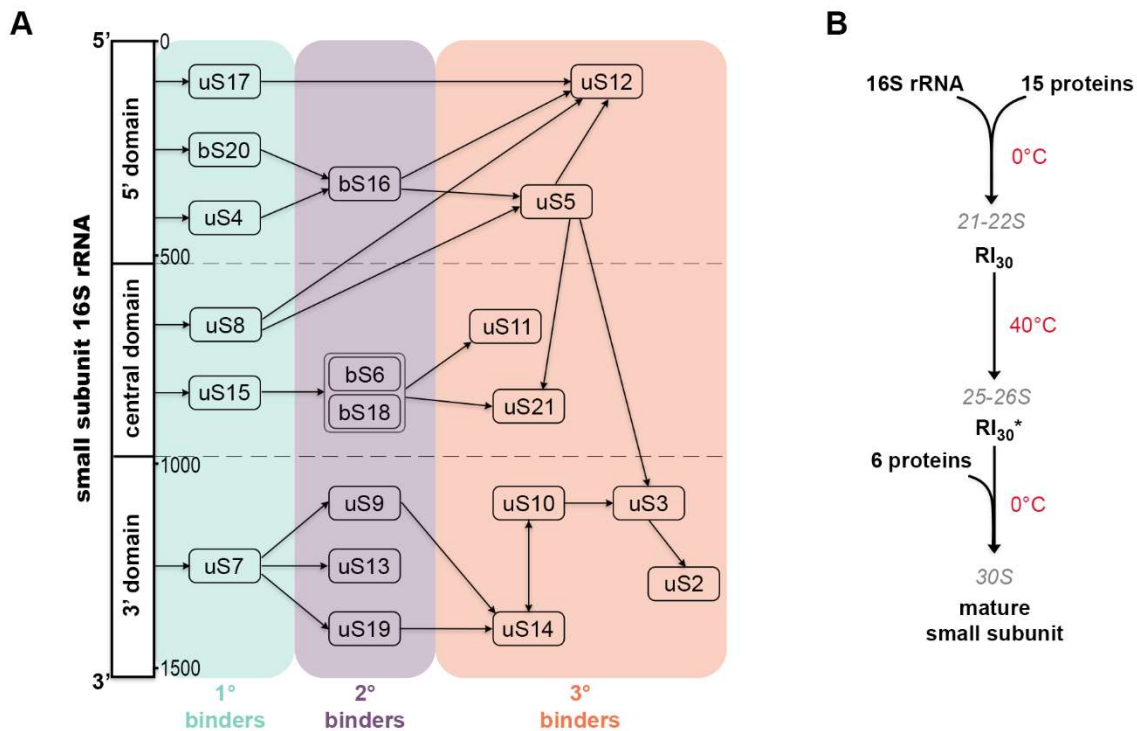 A
5'
0
small subunit 16S rRNA
5' domain
central domain
3' domain
500
1000
1500
3'
uS17
bS20
uS4
uS8
uS15
uS7
bS16
bS6
bS18
uS9
uS13
uS19
uS12
uS5
uS11
uS21
uS10
uS3
uS2
uS14
1°
binders
2°
binders
3°
binders
B
16S rRNA
15 proteins
0°C
21-22S
RI30
40°C
25-26S
RI30*
6 proteins
0°C
30S
mature
small subunit